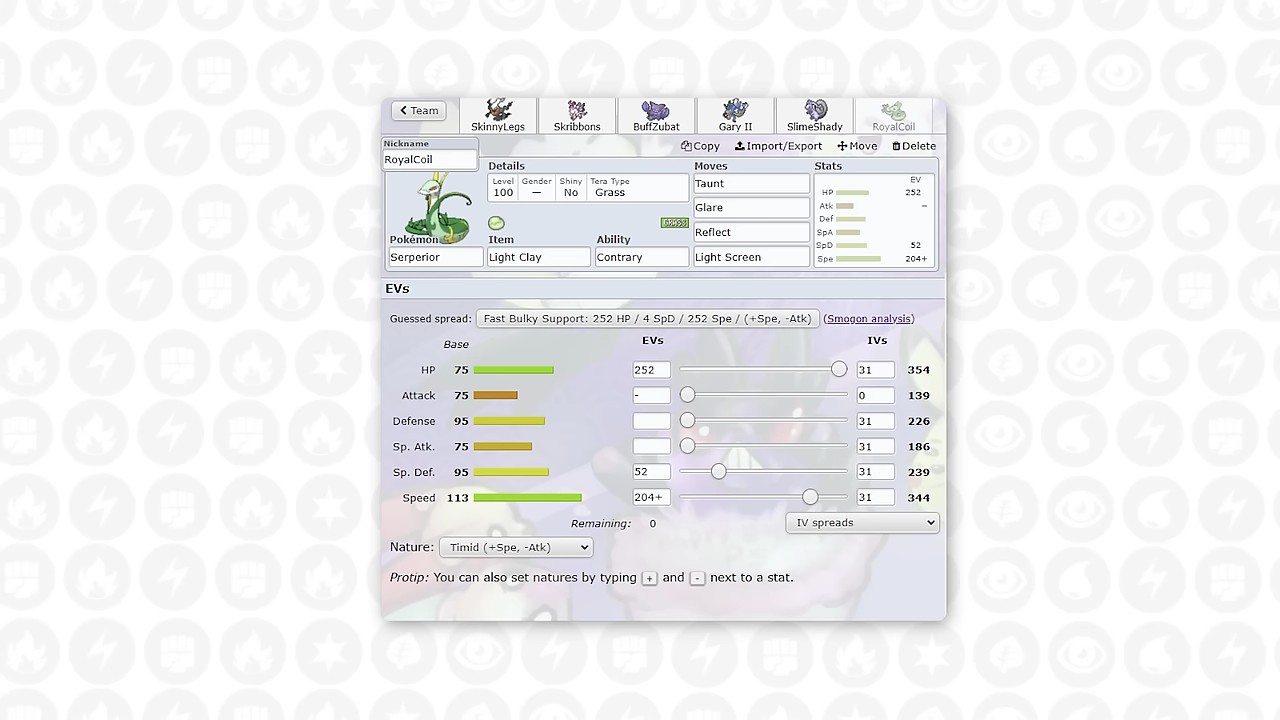 Team
SkinnyLegs
Skribbons
BuffZubat
Gary II
SlimeShady
RoyalCoil
Copy
Import/Export
Move
Delete
Nickname
RoyalCoil
Details
Level Gender Shiny Tera Type
100 — No Grass
GRASS
Pokémon
Serperior
Item
Light Clay
Ability
Contrary
Moves
Taunt
Glare
Reflect
Light Screen
Stats
EV
HP 252
Atk –
Def
SpA
SpD 52
Spe 204+
EVs
Guessed spread: Fast Bulky Support: 252 HP / 4 SpD / 252 Spe / (+Spe, -Atk) (Smogon analysis)
Base EVs IVs
HP 75 252 31 354
Attack 75 - 0 139
Defense 95 31 226
Sp. Atk. 75 31 186
Sp. Def. 95 52 31 239
Speed 113 204+ 31 344
Remaining: 0
IV spreads
Nature: Timid (+Spe, -Atk)
Protip: You can also set natures by typing + and - next to a stat.